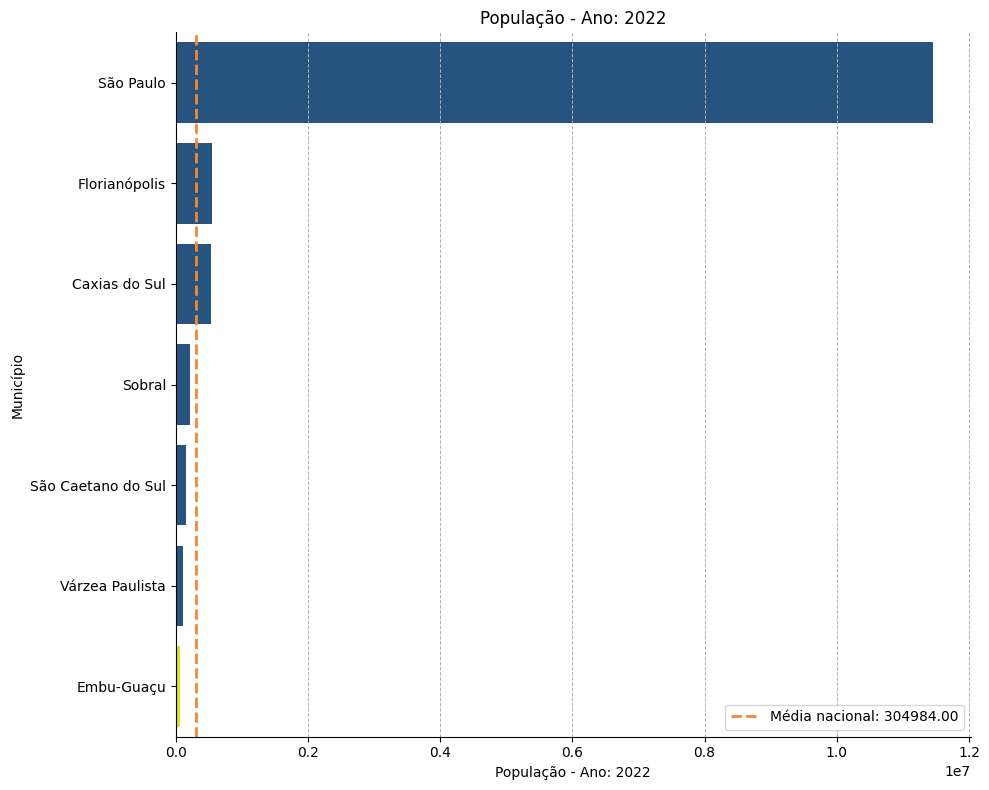 População - Ano: 2022
Município
São Paulo
Florianópolis
Caxias do Sul
Sobral
São Caetano do Sul
Várzea Paulista
Embu-Guaçu
Média nacional: 304984.00
0.0 0.2 0.4 0.6 0.8 1.0 1.2
1e7
População - Ano: 2022